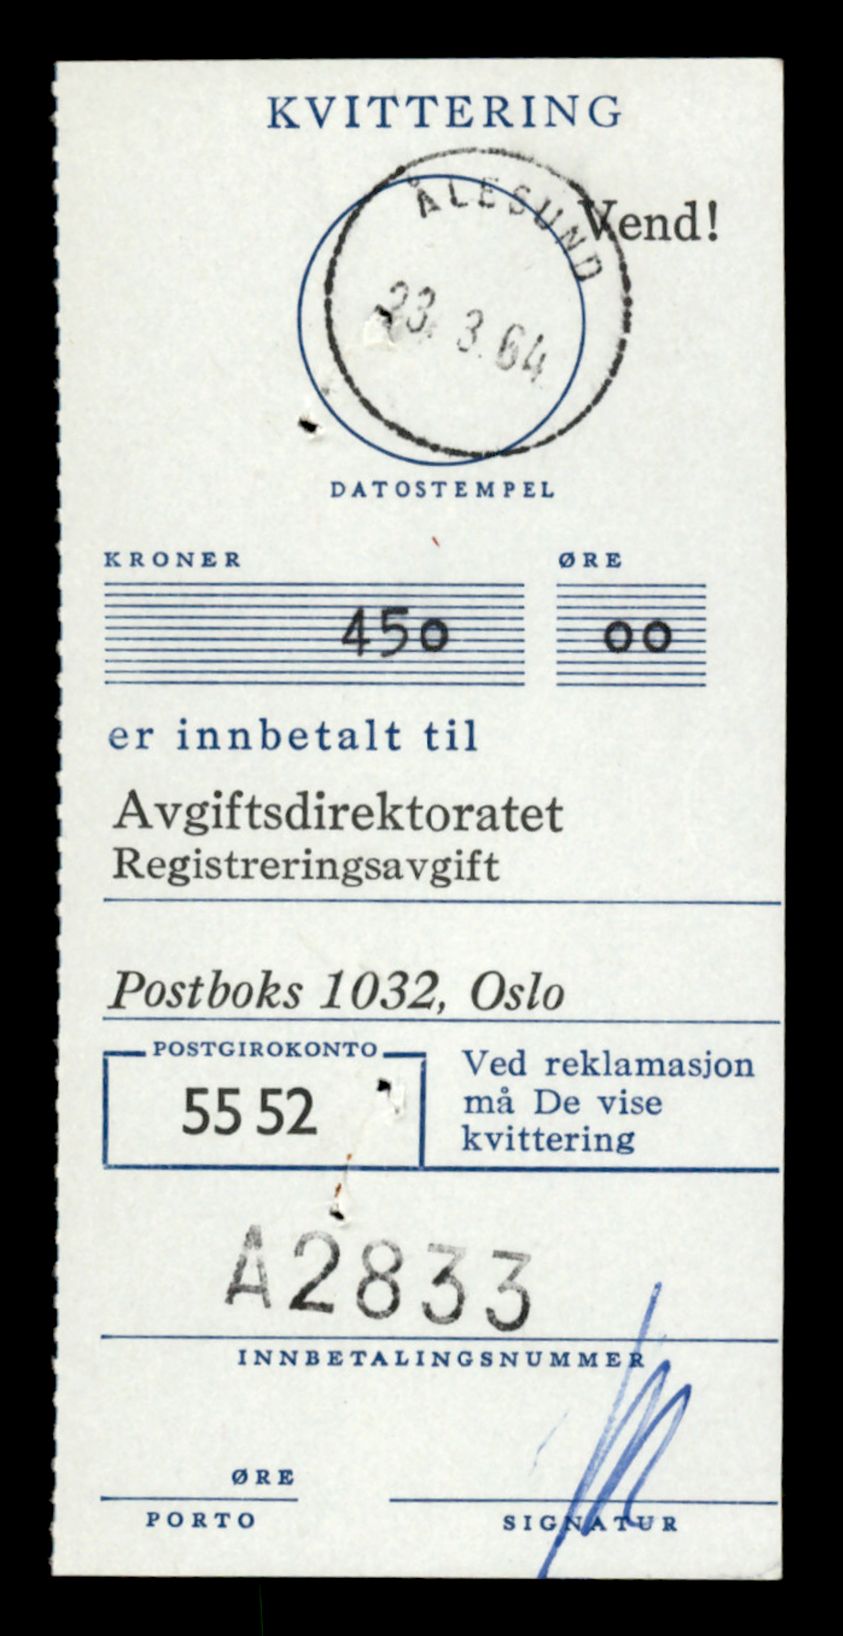 KVITTERING
ÅLESUND
Vend!
23. 3. 64
DATOSTEMPEL
KRONER ØRE
450 00
er innbetalt til
Avgiftsdirektoratet
Registreringsavgift
Postboks 1032, Oslo
POSTGIROKONTO
55 52
Ved reklamasjon
må De vise
kvittering
A2833
INNBETALINGSNUMMER
ØRE
PORTO SIGNATUR